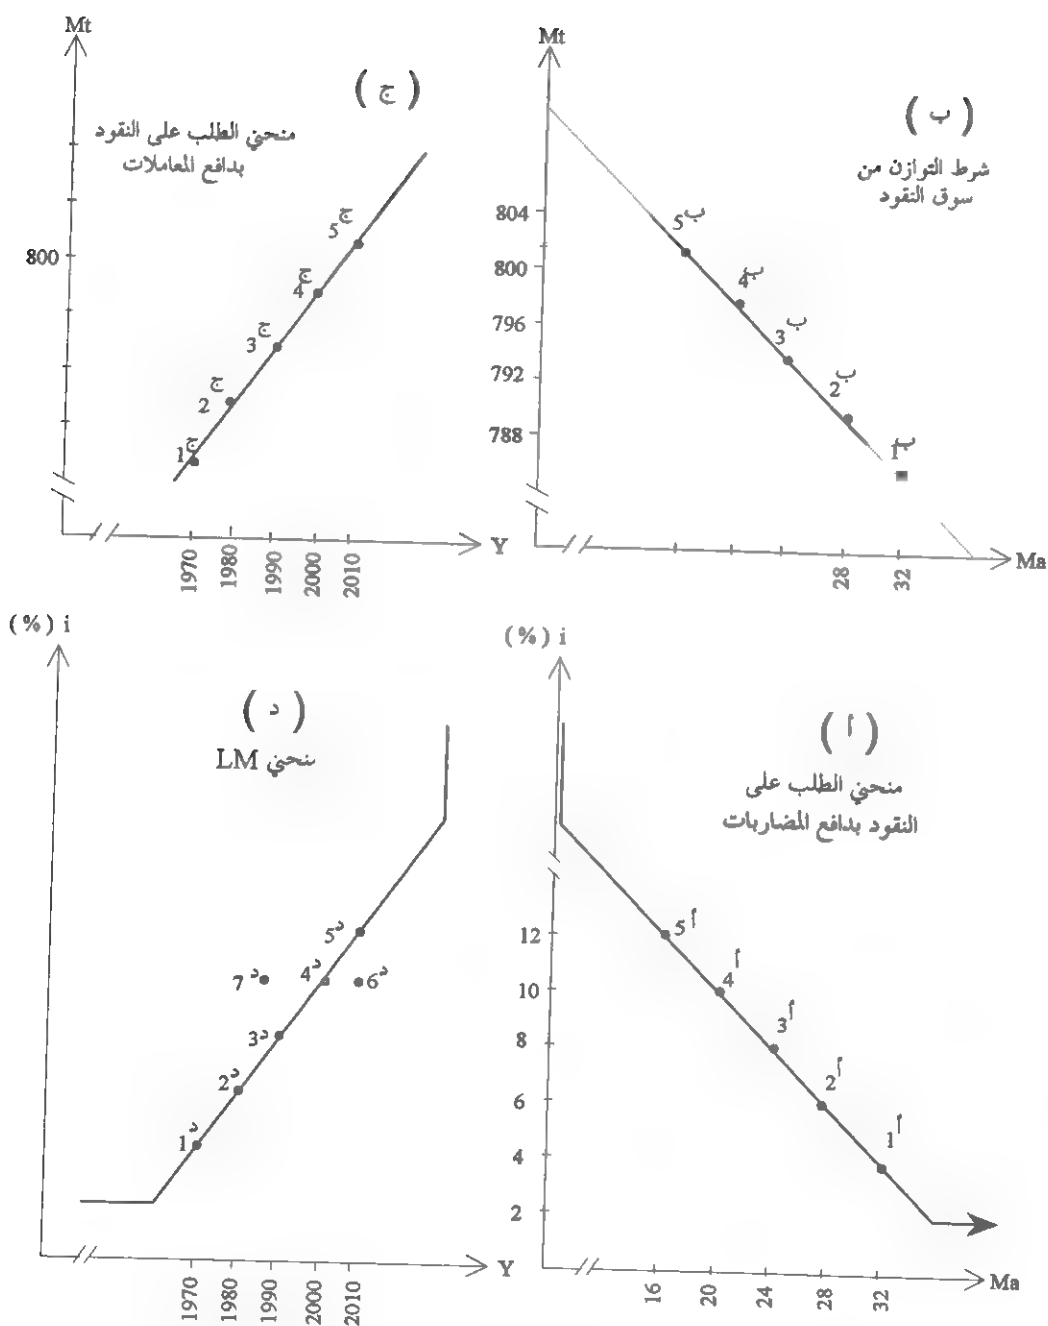 Mt
( ج )
منحني الطلب على النقود
بدافع المعاملات
800
ج5
ج4
ج3
ج2
ج1
1970
1980
1990
2000
2010
Y
Mt
( ب )
شرط التوازن من
سوق النقود
804
800
796
792
788
ب5
ب4
ب3
ب2
ب1
28
32
Ma
(%) i
( د )
منحني LM
د5
د7
د4
د6
د3
د2
د1
1970
1980
1990
2000
2010
Y
(%) i
( أ )
منحني الطلب على
النقود بدافع المضاربات
12
10
8
6
4
2
أ5
أ4
أ3
أ2
أ1
16
20
24
28
32
Ma